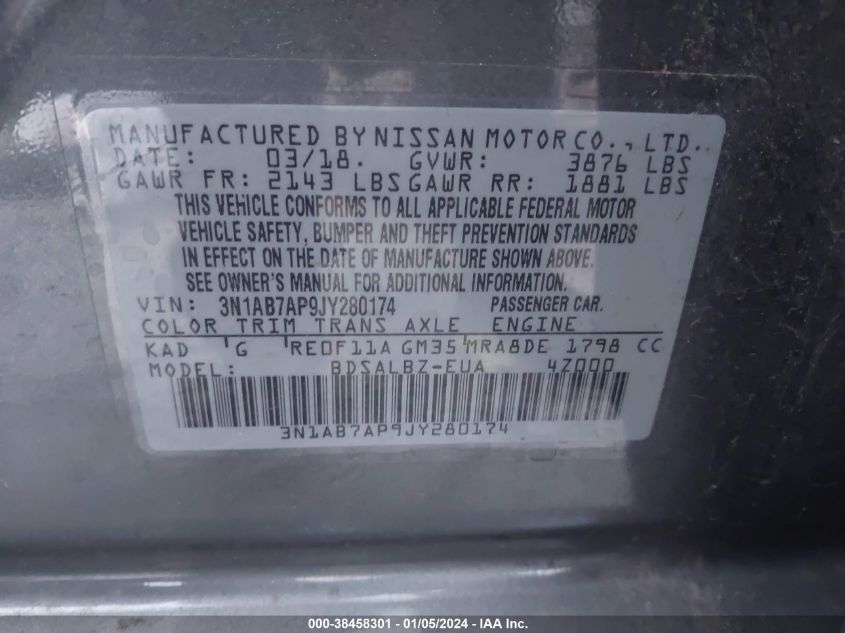 MANUFACTURED BY NISSAN MOTOR CO., LTD.
DATE: 03/18. GVWR: 3876 LBS
GAWR FR: 2143 LBS GAWR RR: 1881 LBS
THIS VEHICLE CONFORMS TO ALL APPLICABLE FEDERAL MOTOR
VEHICLE SAFETY, BUMPER AND THEFT PREVENTION STANDARDS
IN EFFECT ON THE DATE OF MANUFACTURE SHOWN ABOVE.
SEE OWNER'S MANUAL FOR ADDITIONAL INFORMATION.
VIN: 3N1AB7AP9JY280174 PASSENGER CAR.
COLOR TRIM TRANS AXLE ENGINE
KAD G RE0F11A GM35 MRA8DE 1798 CC
MODEL: BDSALBZ-EUA 4Z000
3N1AB7AP9JY280174
000-38458301 - 01/05/2024 - IAA Inc.